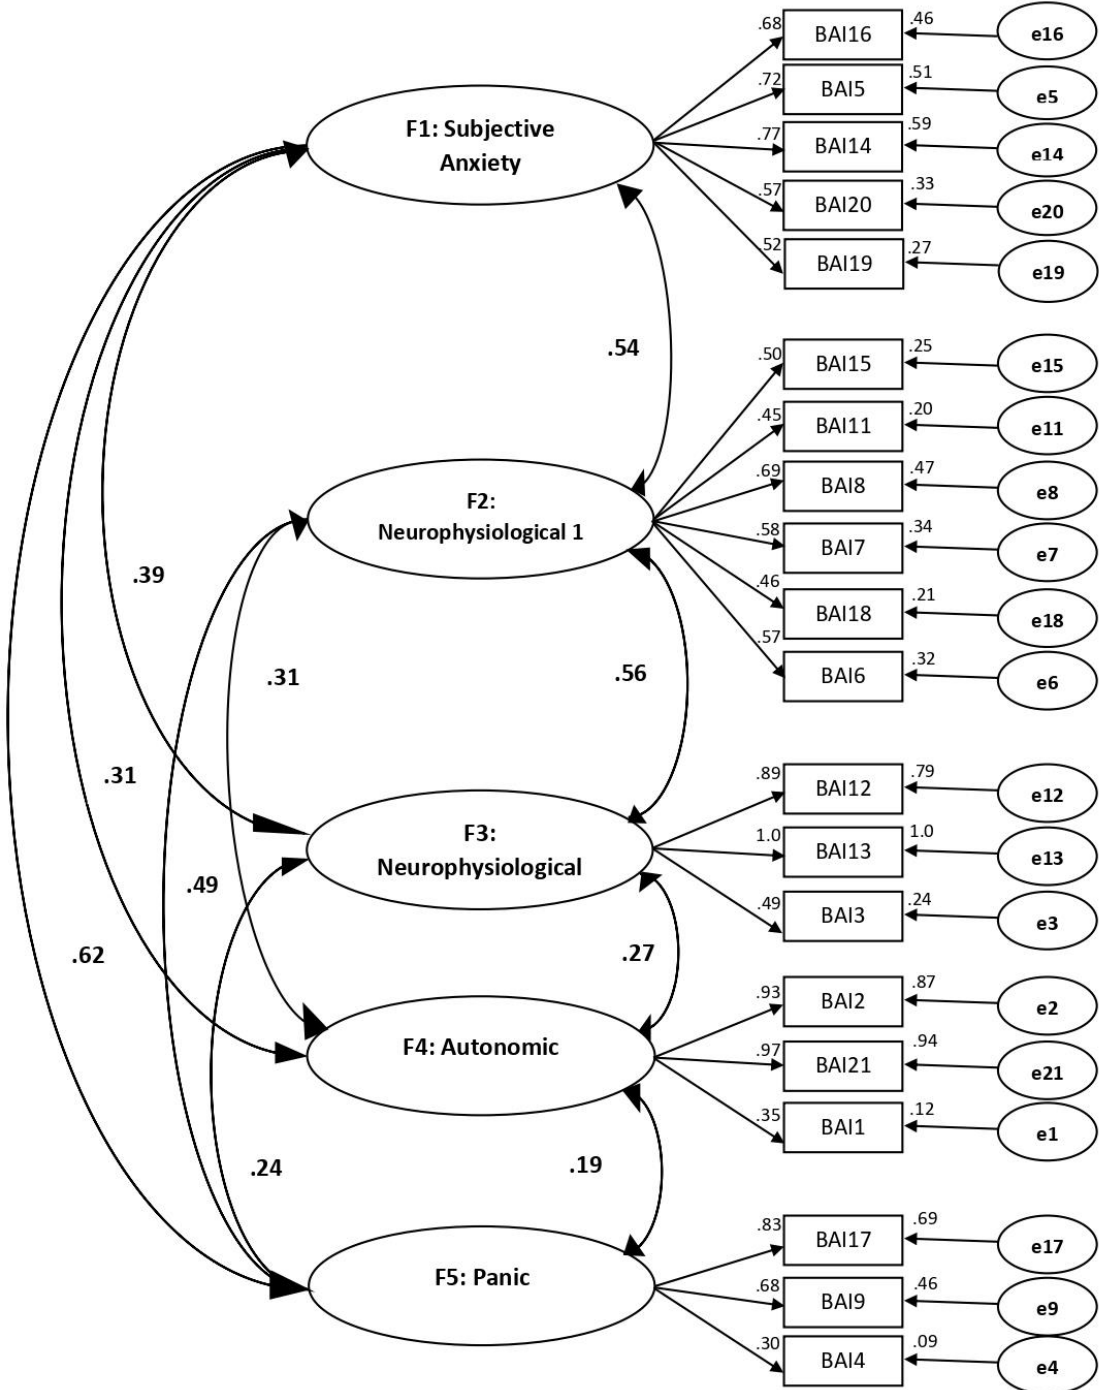 .68
BAI16
.46
e16
.72
BAI5
.51
e5
F1: Subjective
Anxiety
.77
BAI14
.59
e14
.57
BAI20
.33
e20
.52
BAI19
.27
e19
.54
.50
BAI15
.25
e15
.45
BAI11
.20
e11
.69
BAI8
.47
e8
F2:
Neurophysiological 1
.58
BAI7
.34
e7
.46
BAI18
.21
e18
.57
BAI6
.32
e6
.39
.31
.56
.31
.89
BAI12
.79
e12
F3:
Neurophysiological
1.0
BAI13
1.0
e13
.49
BAI3
.24
e3
.49
.62
.27
.93
BAI2
.87
e2
F4: Autonomic
.97
BAI21
.94
e21
.35
BAI1
.12
e1
.24
.19
.83
BAI17
.69
e17
F5: Panic
.68
BAI9
.46
e9
.30
BAI4
.09
e4